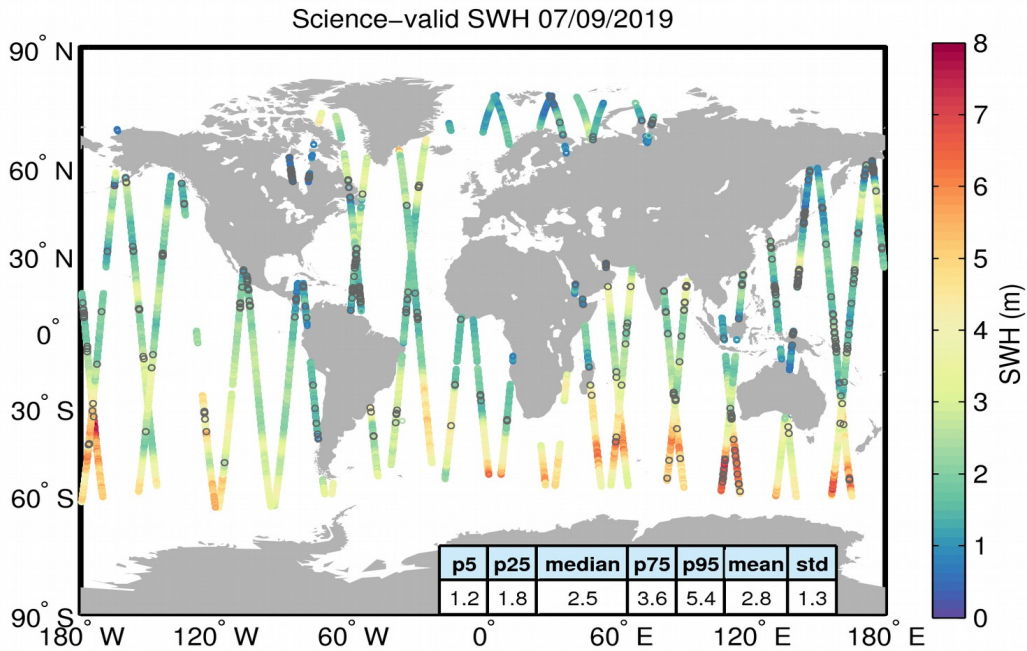 Science−valid SWH 07/09/2019
90° N
60° N
30° N
0°
30° S
60° S
90° S
180° W
120° W
60° W
0°
60° E
120° E
180° E
p5 p25 median p75 p95 mean std
1.2 1.8 2.5 3.6 5.4 2.8 1.3
8
7
6
5
4
3
2
1
0
SWH (m)